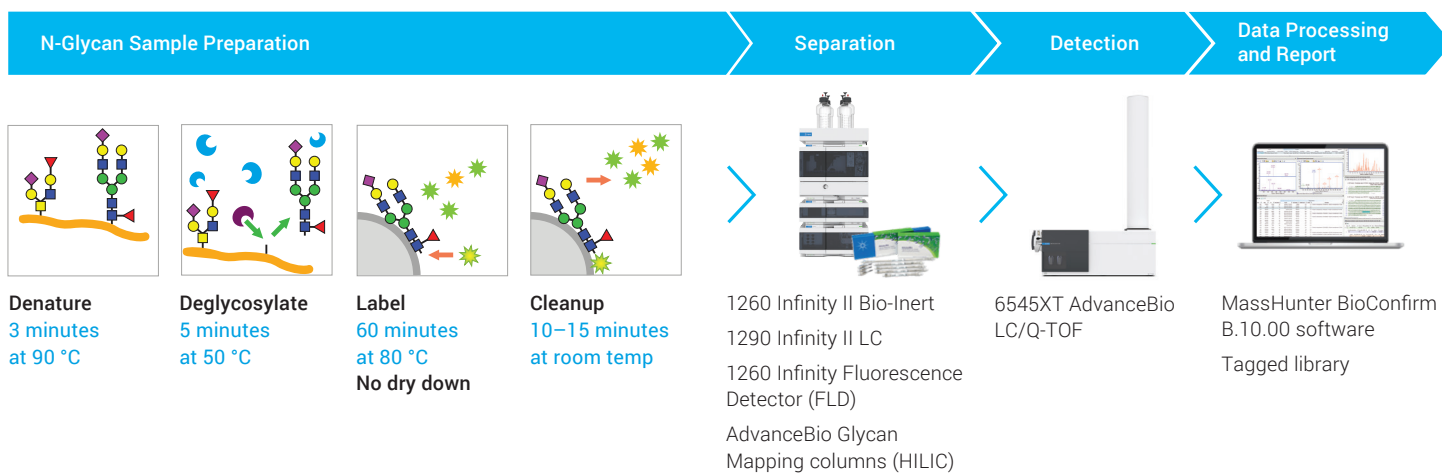 N-Glycan Sample Preparation
Separation
Detection
Data Processing
and Report
Denature
3 minutes
at 90 °C
Deglycosylate
5 minutes
at 50 °C
Label
60 minutes
at 80 °C
No dry down
Cleanup
10–15 minutes
at room temp
1260 Infinity II Bio-Inert
1290 Infinity II LC
1260 Infinity Fluorescence
Detector (FLD)
AdvanceBio Glycan
Mapping columns (HILIC)
6545XT AdvanceBio
LC/Q-TOF
MassHunter BioConfirm
B.10.00 software
Tagged library